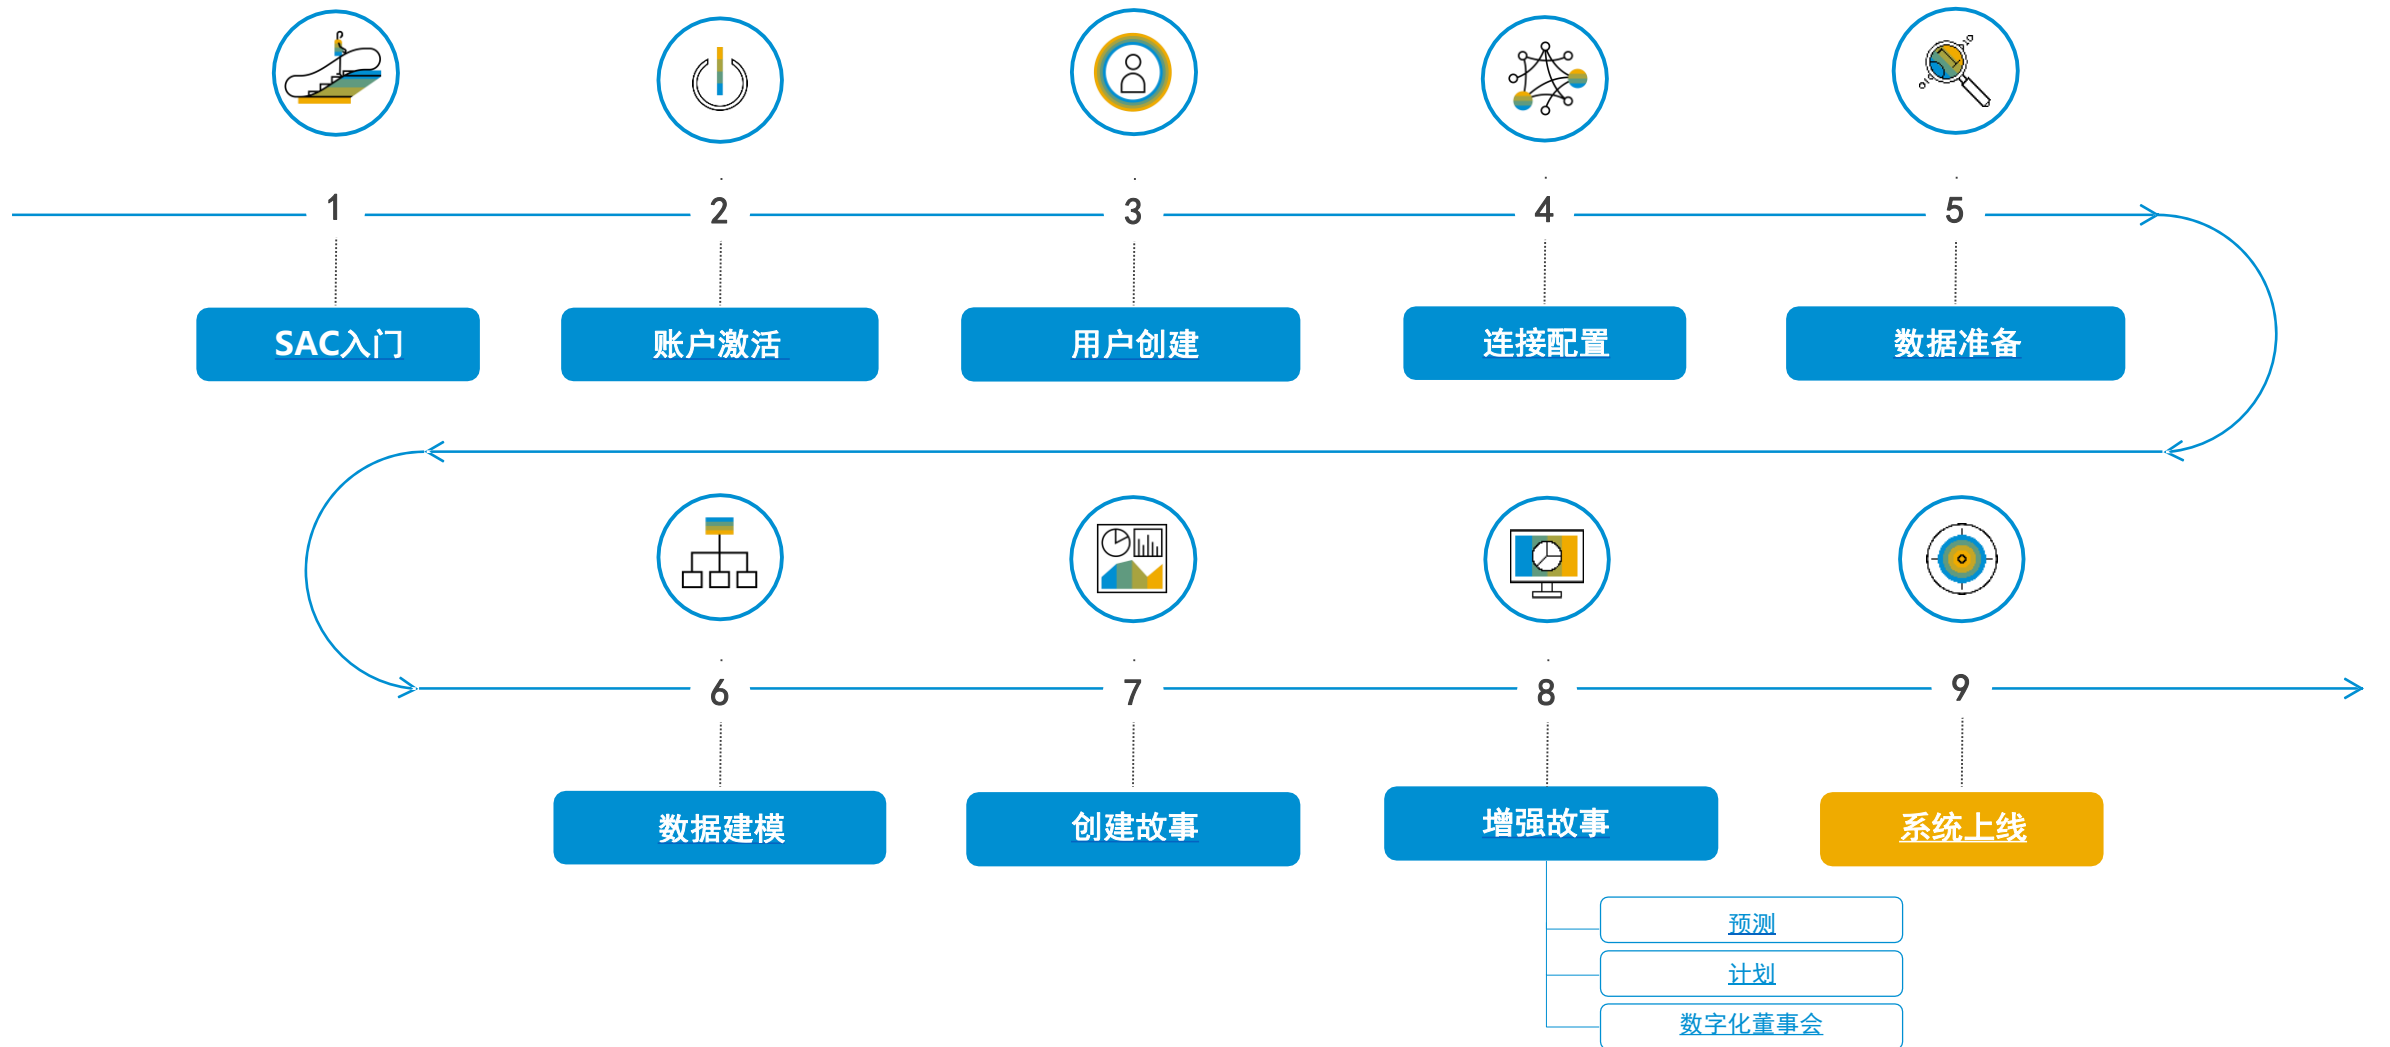 1
2
3
4
5
SAC入门
账户激活
用户创建
连接配置
数据准备
6
7
8
9
数据建模
创建故事
增强故事
系统上线
预测
计划
数字化董事会